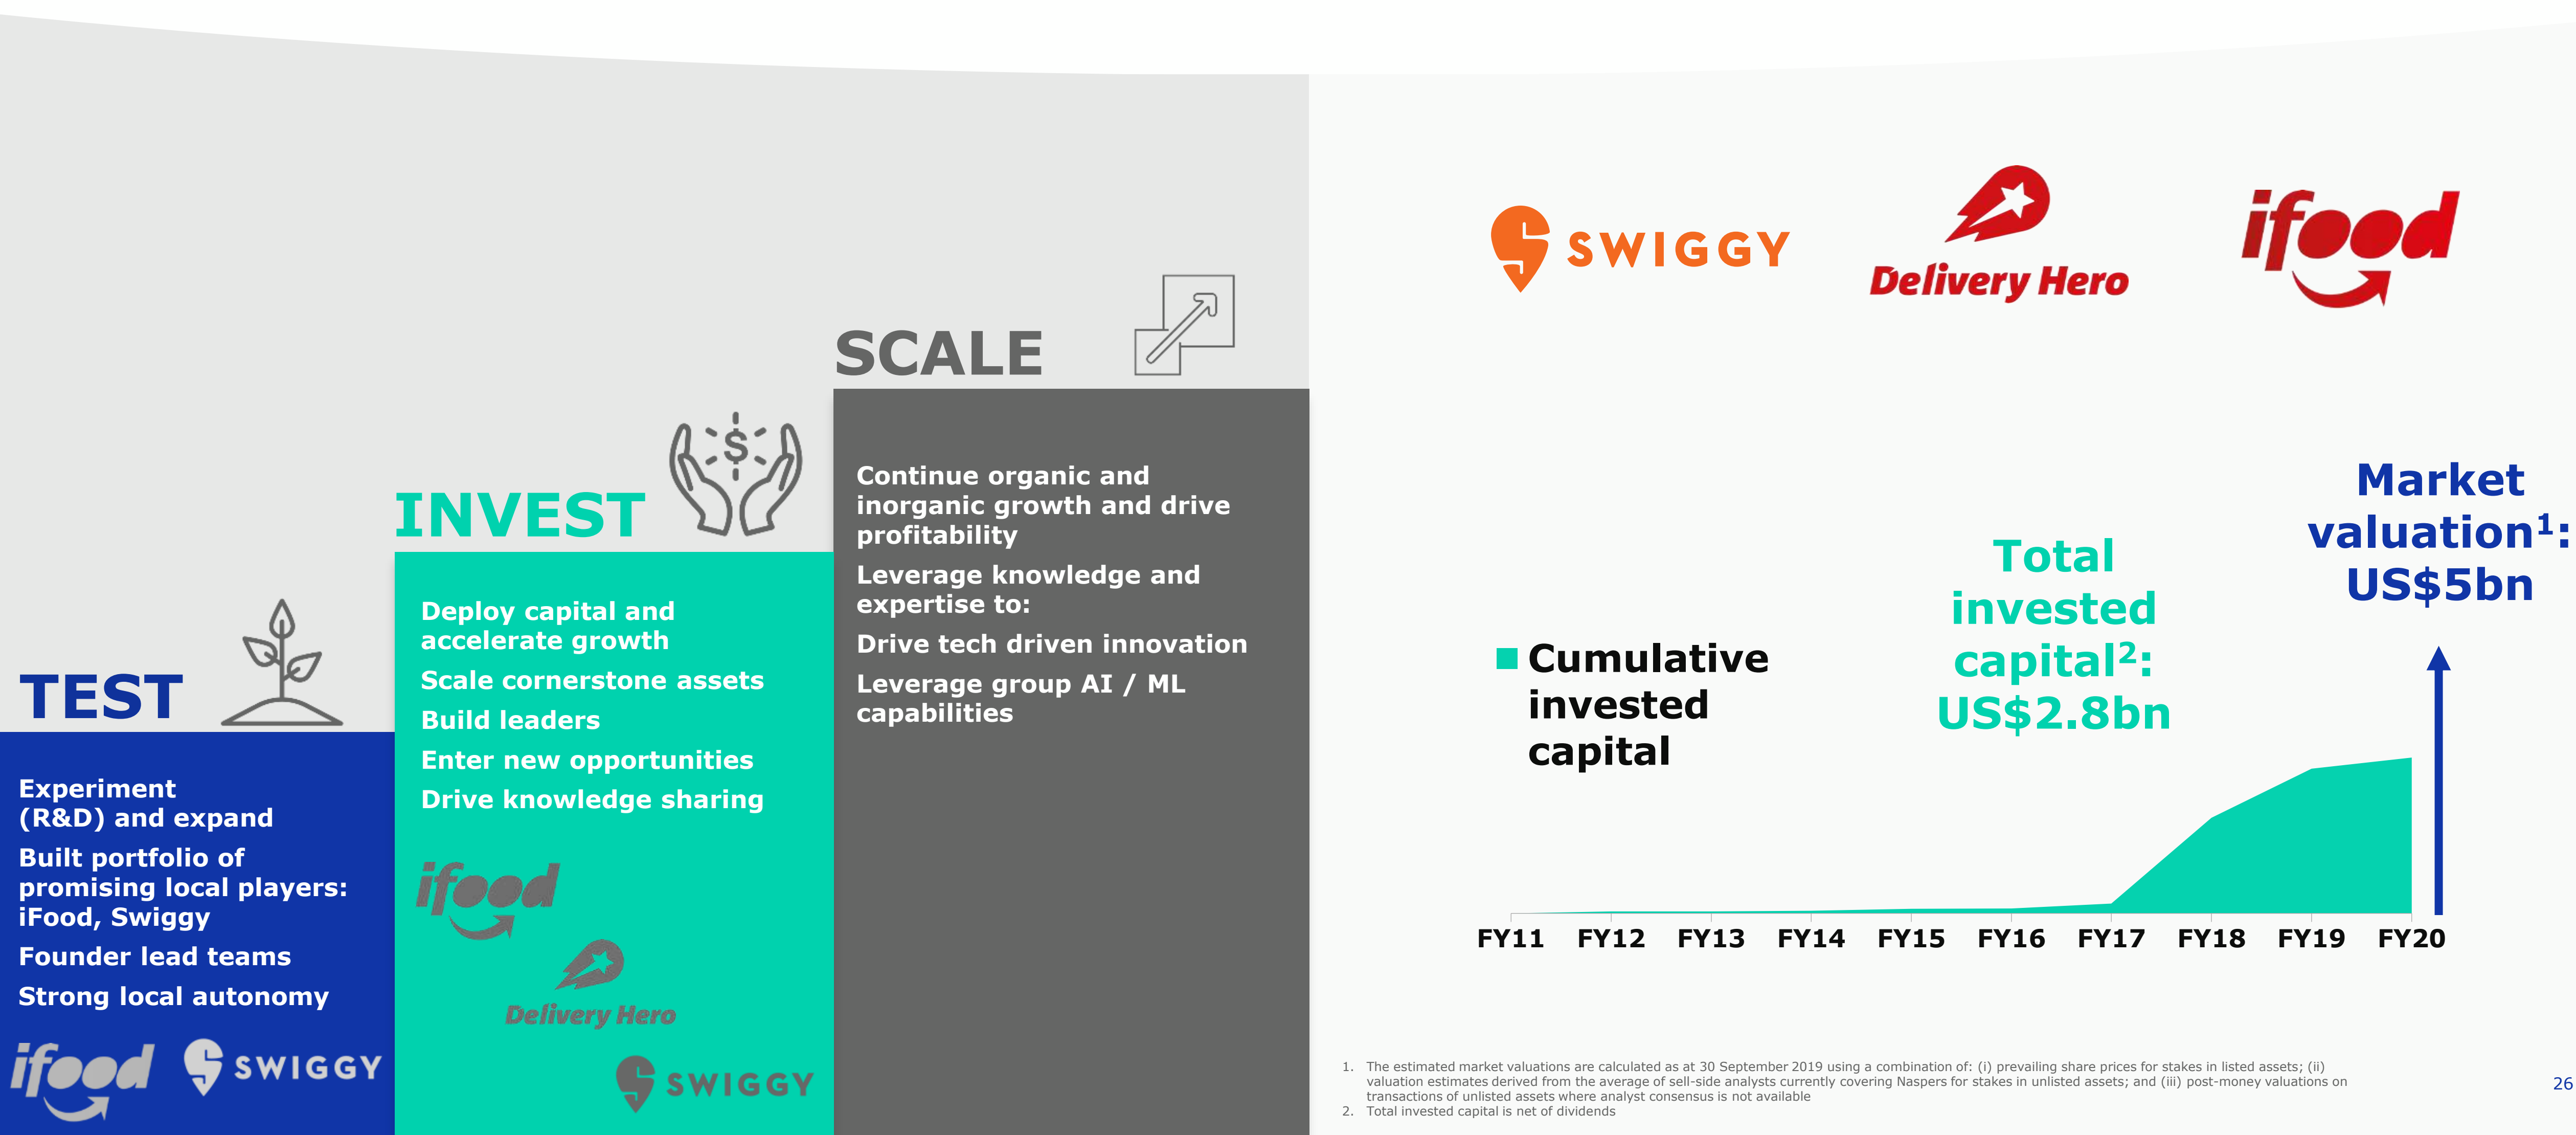 TEST
Experiment
(R&D) and expand
Built portfolio of
promising local players:
iFood, Swiggy
Founder lead teams
Strong local autonomy
ifood
SWIGGY
INVEST
$
Deploy capital and
accelerate growth
Scale cornerstone assets
Build leaders
Enter new opportunities
Drive knowledge sharing
ifood
Delivery Hero
SWIGGY
SCALE
Continue organic and
inorganic growth and drive
profitability
Leverage knowledge and
expertise to:
Drive tech driven innovation
Leverage group AI / ML
capabilities
SWIGGY
Delivery Hero
ifood
Cumulative
invested
capital
Total
invested
capital²:
US$2.8bn
Market
valuation¹:
US$5bn
FY11 FY12 FY13 FY14 FY15 FY16 FY17 FY18 FY19 FY20
1. The estimated market valuations are calculated as at 30 September 2019 using a combination of: (i) prevailing share prices for stakes in listed assets; (ii)
valuation estimates derived from the average of sell-side analysts currently covering Naspers for stakes in unlisted assets; and (iii) post-money valuations on
transactions of unlisted assets where analyst consensus is not available
2. Total invested capital is net of dividends
26